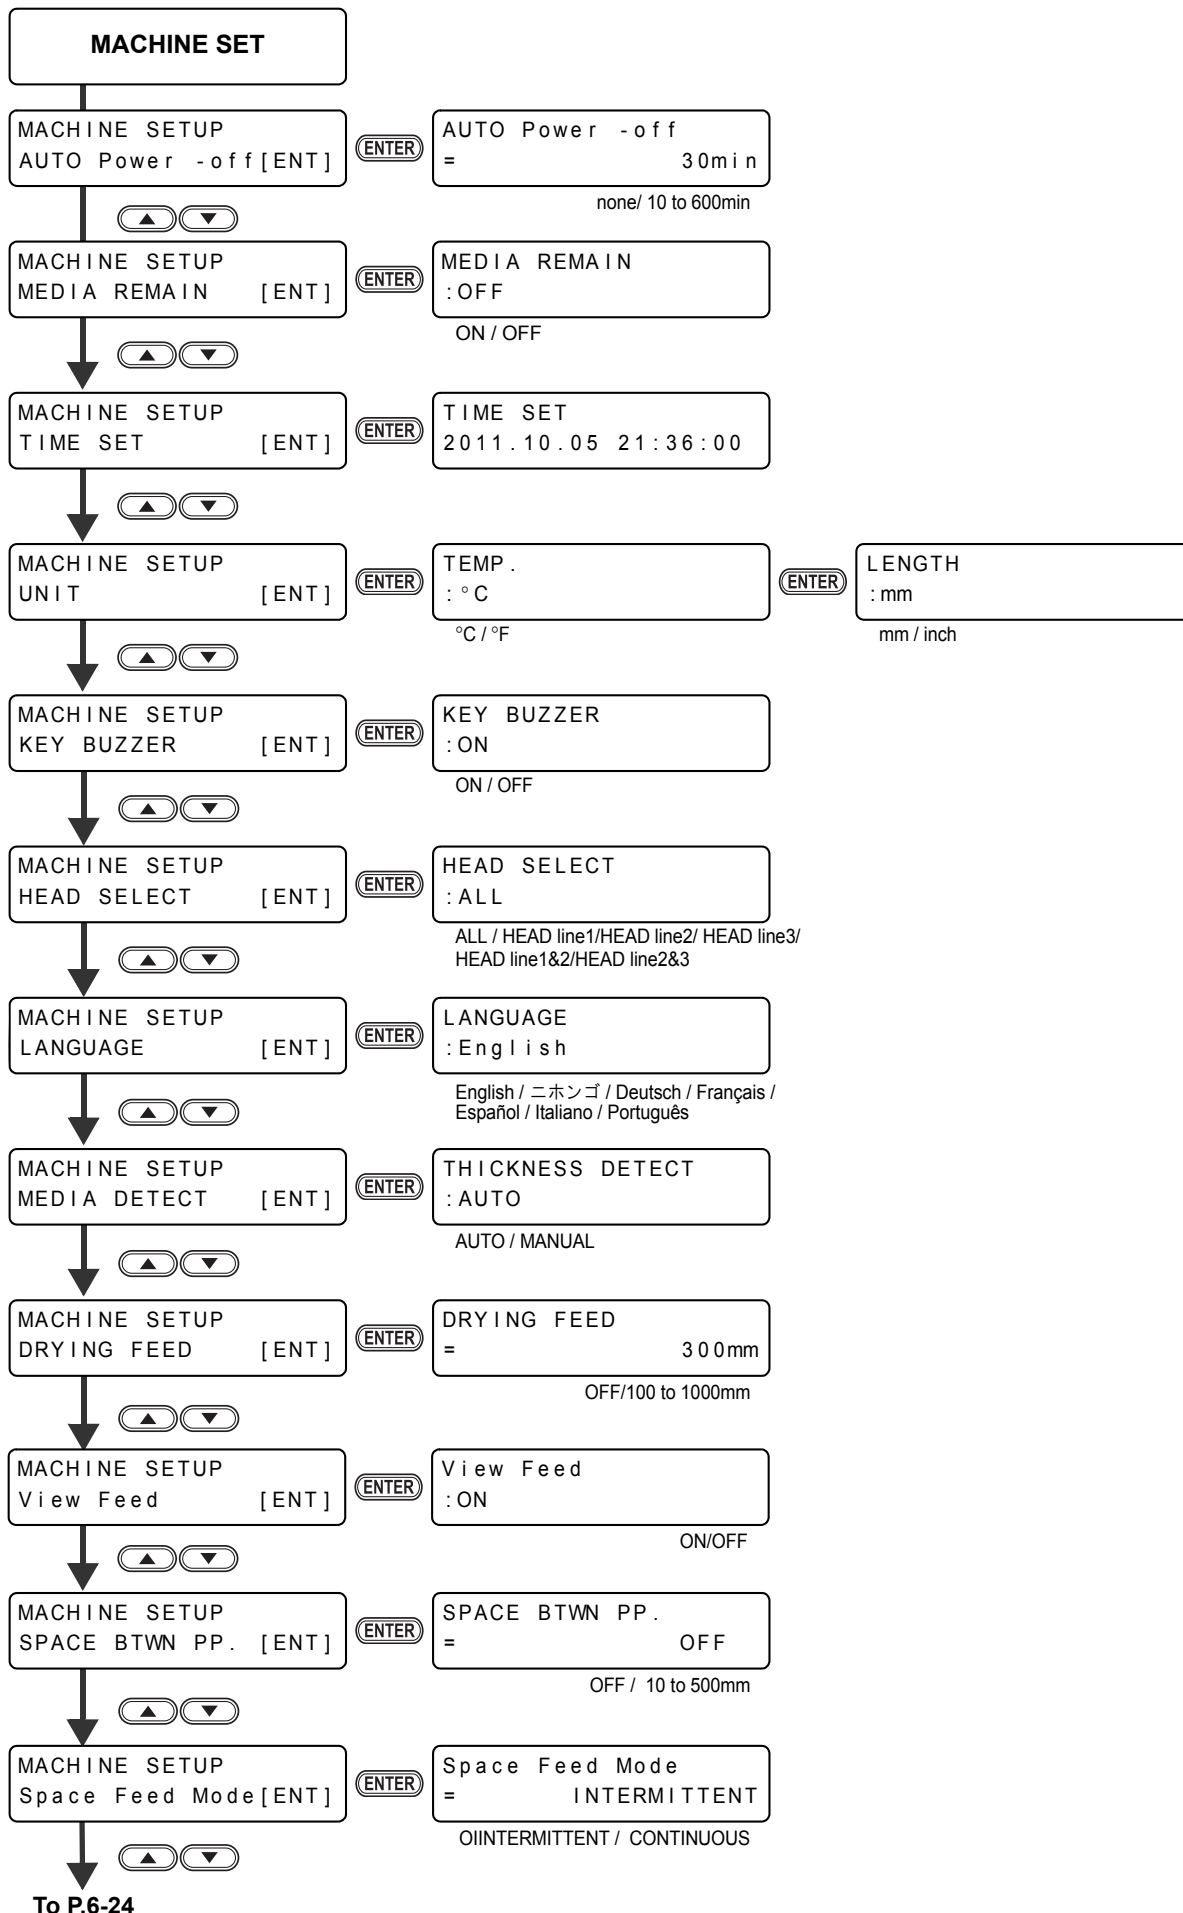 MACHINE SET
MACHINE SETUP
AUTO Power -off[ENT]
ENTER
AUTO Power -off
= 30min
none/ 10 to 600min
MACHINE SETUP
MEDIA REMAIN [ENT]
ENTER
MEDIA REMAIN
:OFF
ON / OFF
MACHINE SETUP
TIME SET [ENT]
ENTER
TIME SET
2011.10.05 21:36:00
MACHINE SETUP
UNIT [ENT]
ENTER
TEMP.
:°C
°C / °F
ENTER
LENGTH
:mm
mm / inch
MACHINE SETUP
KEY BUZZER [ENT]
ENTER
KEY BUZZER
:ON
ON / OFF
MACHINE SETUP
HEAD SELECT [ENT]
ENTER
HEAD SELECT
:ALL
ALL / HEAD line1/HEAD line2/ HEAD line3/
HEAD line1&2/HEAD line2&3
MACHINE SETUP
LANGUAGE [ENT]
ENTER
LANGUAGE
:English
English / ニホンゴ / Deutsch / Français /
Español / Italiano / Português
MACHINE SETUP
MEDIA DETECT [ENT]
ENTER
THICKNESS DETECT
:AUTO
AUTO / MANUAL
MACHINE SETUP
DRYING FEED [ENT]
ENTER
DRYING FEED
= 300mm
OFF/100 to 1000mm
MACHINE SETUP
View Feed [ENT]
ENTER
View Feed
:ON
ON/OFF
MACHINE SETUP
SPACE BTWN PP. [ENT]
ENTER
SPACE BTWN PP.
= OFF
OFF / 10 to 500mm
MACHINE SETUP
Space Feed Mode[ENT]
ENTER
Space Feed Mode
= INTERMITTENT
OIINTERMITTENT / CONTINUOUS
To P.6-24